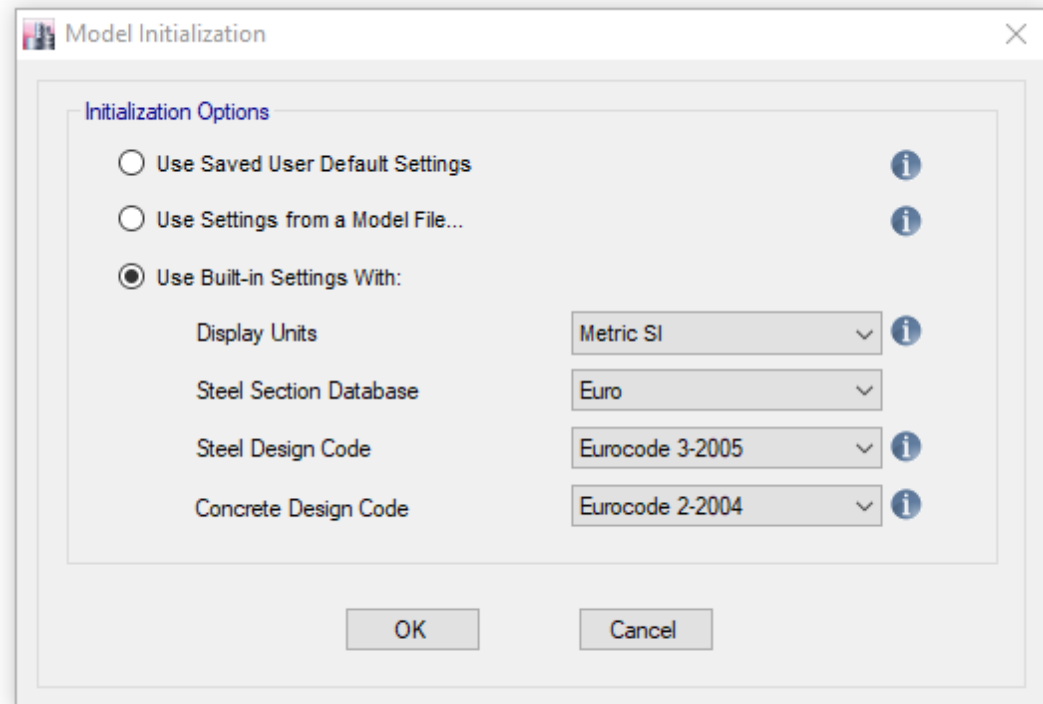 Model Initialization
Initialization Options
Use Saved User Default Settings
Use Settings from a Model File...
Use Built-in Settings With:
Display Units Metric SI
Steel Section Database Euro
Steel Design Code Eurocode 3-2005
Concrete Design Code Eurocode 2-2004
OK Cancel